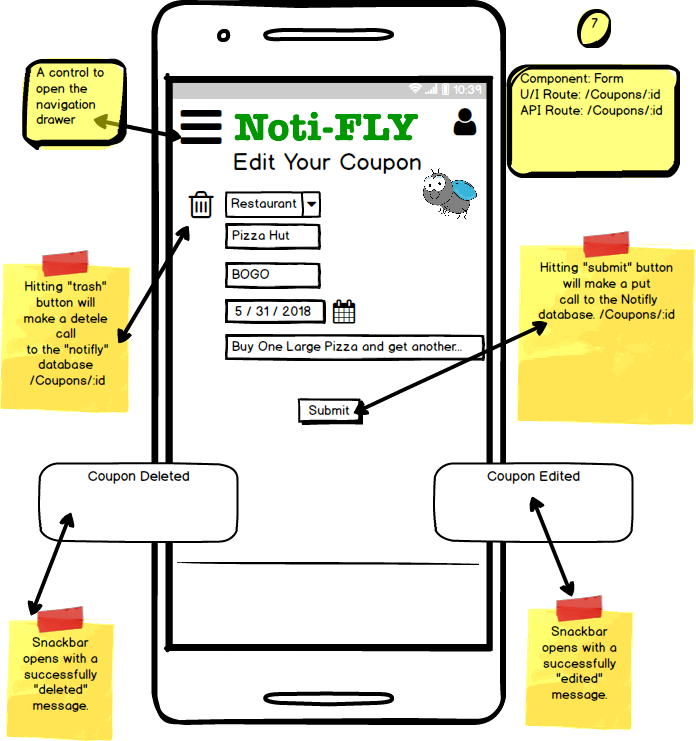 7
A control to
open the
navigation
drawer
Component: Form
U/I Route: /Coupons/:id
API Route: /Coupons/:id
10:39
Noti-FLY
Edit Your Coupon
Restaurant
Pizza Hut
BOGO
5 / 31 / 2018
Buy One Large Pizza and get another...
Submit
Hitting "trash"
button will
make a detele
call
to the "notifly"
database
/Coupons/:id
Hitting "submit" button
will make a put
call to the Notifly
database. /Coupons/:id
Coupon Deleted
Coupon Edited
Snackbar
opens with a
successfully
"deleted"
message.
Snackbar
opens with a
successfully
"edited"
message.